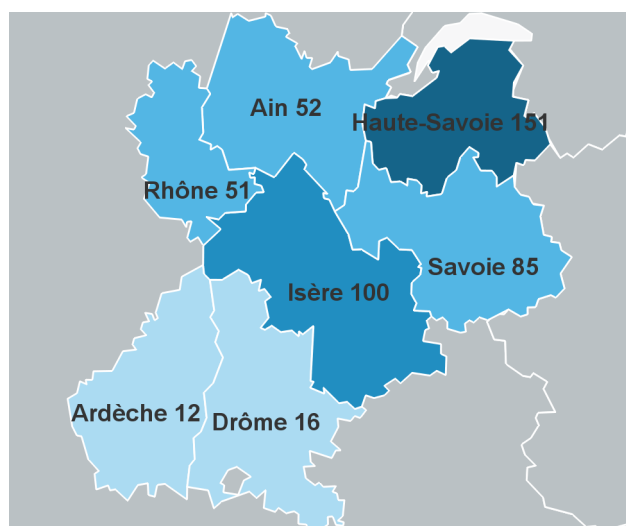 Ain 52
Haute-Savoie 151
Rhône 51
Savoie 85
Isère 100
Ardèche 12
Drôme 16